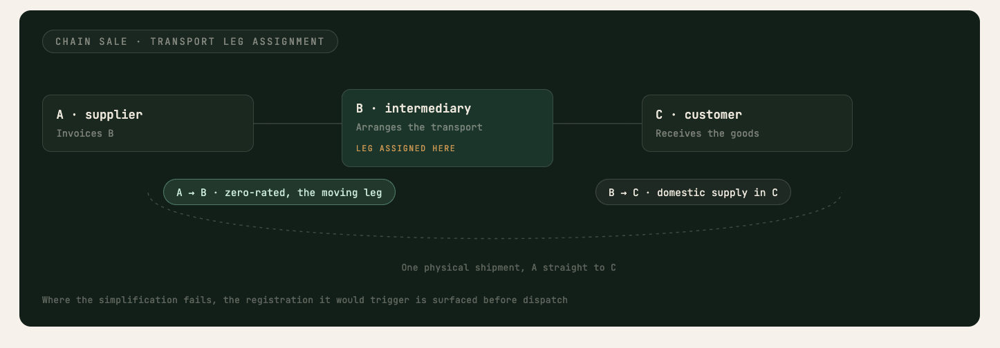 CHAIN SALE · TRANSPORT LEG ASSIGNMENT
A · supplier
Invoices B
B · intermediary
Arranges the transport
LEG ASSIGNED HERE
C · customer
Receives the goods
A → B · zero-rated, the moving leg
B → C · domestic supply in C
One physical shipment, A straight to C
Where the simplification fails, the registration it would trigger is surfaced before dispatch